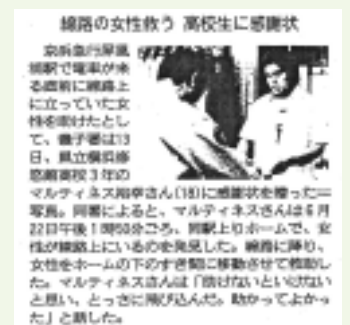 線路の女性救う 高校生に感謝状
京浜急行屏風
浦駅で電車が来
る直前に線路上
に立っていた女
性を助けたとし
て、磯子署は13
日、県立横浜修
悠館高校3年の
マルティネス裕幸さん(18)に感謝状を贈った=
写真。同署によると、マルティネスさんは6月
22日午後1時50分ごろ、同駅上りホームで、女
性が線路上にいるのを発見した。線路に降り、
女性をホームの下のすき間に移動させて救助し
た。マルティネスさんは「助けないといけない
と思い、とっさに飛び込んだ。助かってよかっ
た」と話した。